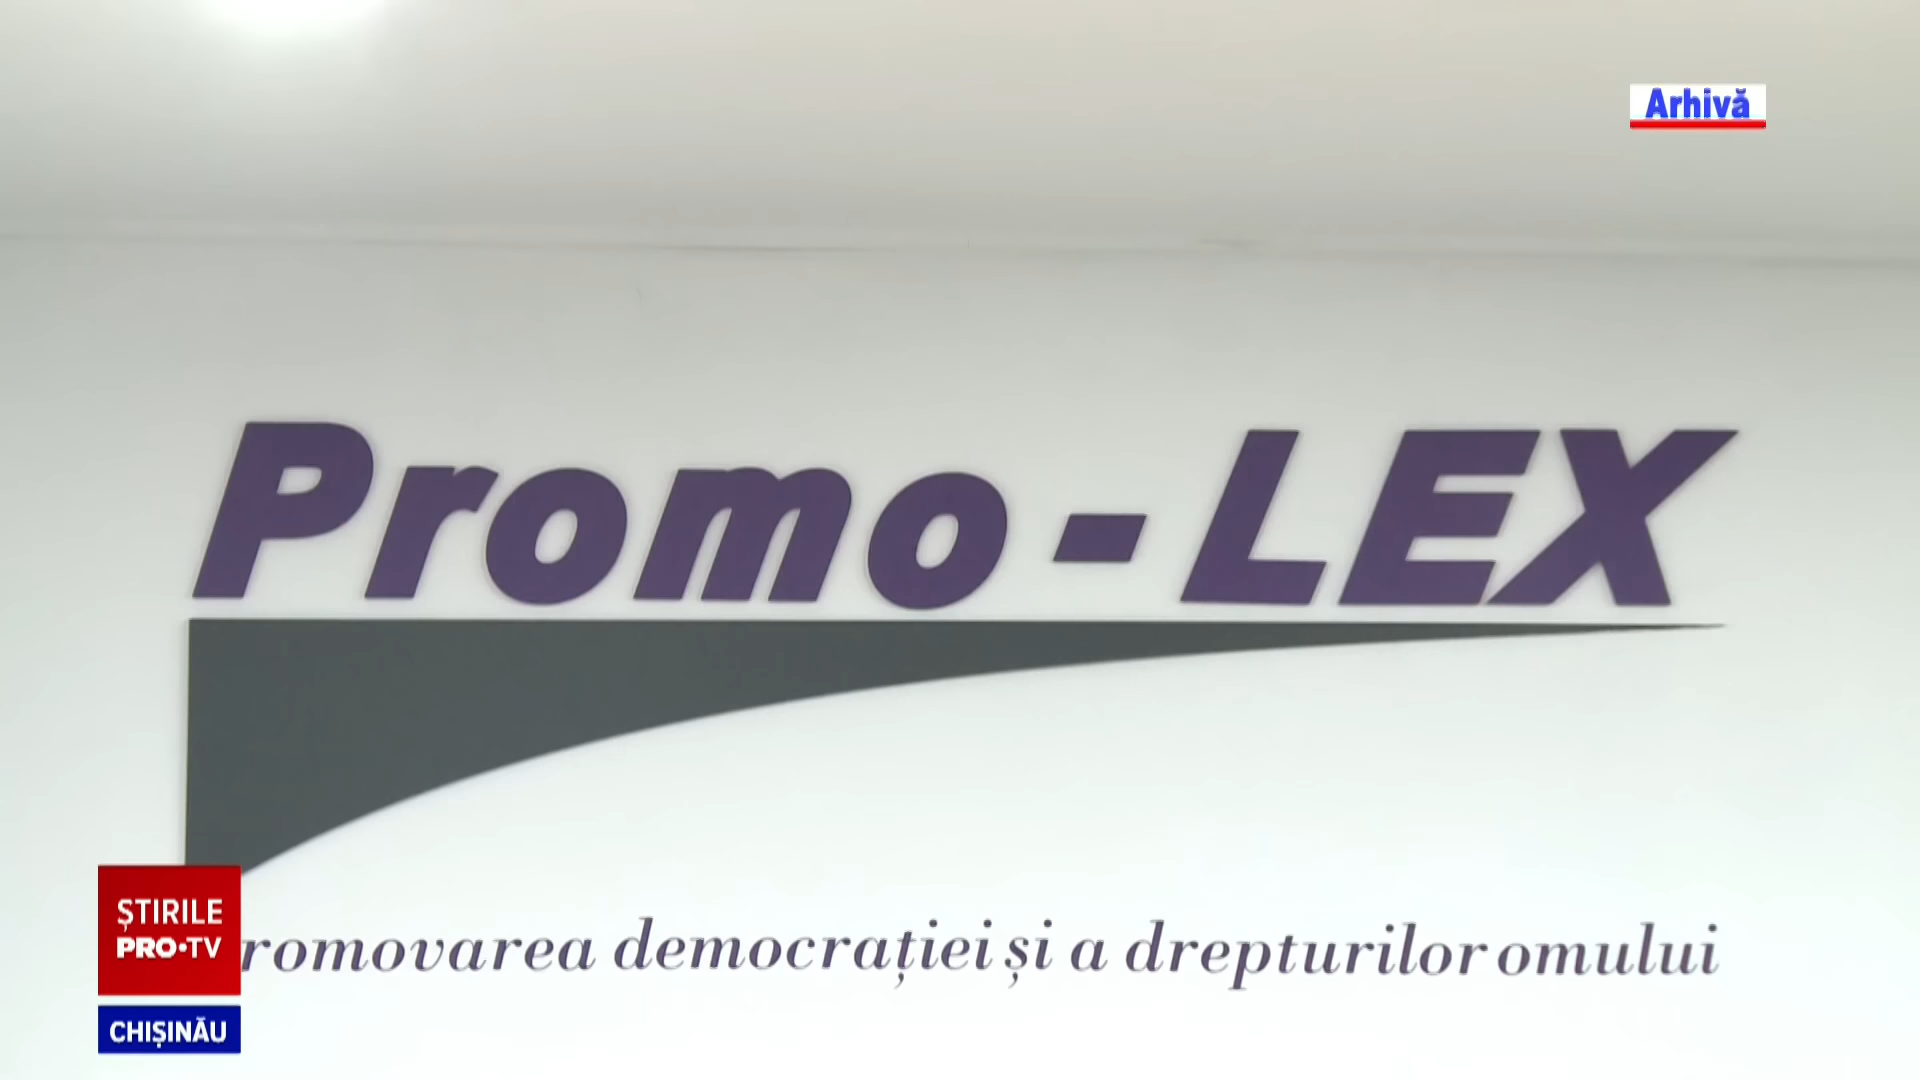 Arhivă
Promo-LEX
romovarea democrației și a drepturilor omului
ȘTIRILE
PRO•TV
CHIȘINĂU